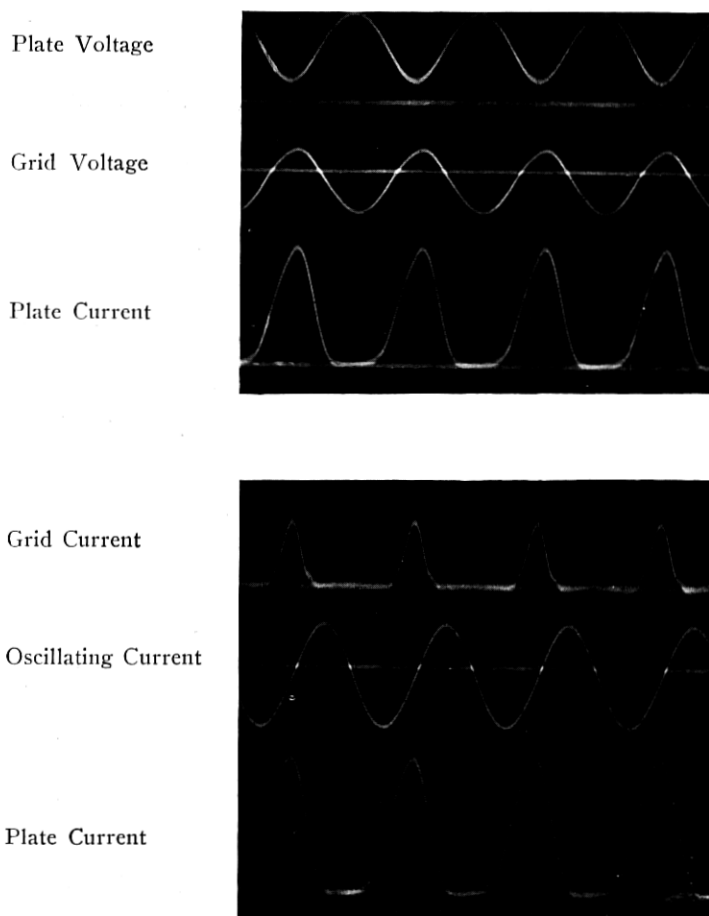 Plate Voltage
Grid Voltage
Plate Current
Grid Current
Oscillating Current
Plate Current